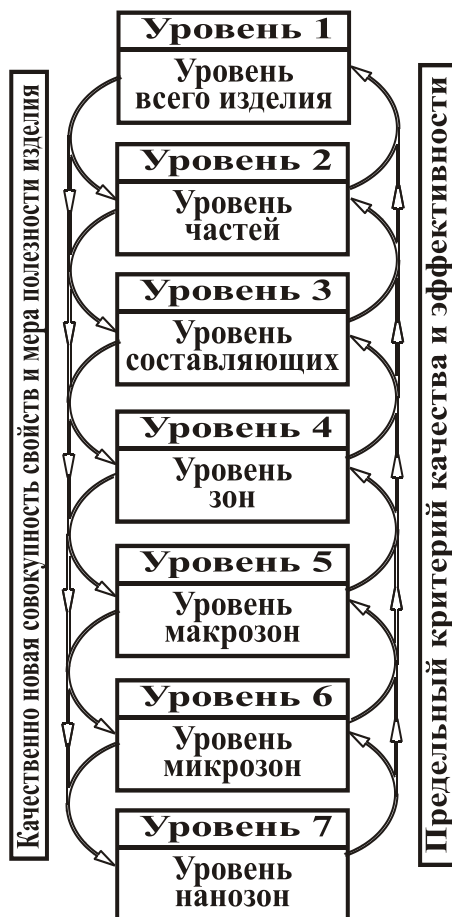 Качественно новая совокупность свойств и мера полезности изделия
Уровень 1
Уровень
всего изделия
Уровень 2
Уровень
частей
Уровень 3
Уровень
составляющих
Уровень 4
Уровень
зон
Уровень 5
Уровень
макрозон
Уровень 6
Уровень
микрозон
Уровень 7
Уровень
нанозон
Предельный критерий качества и эффективности